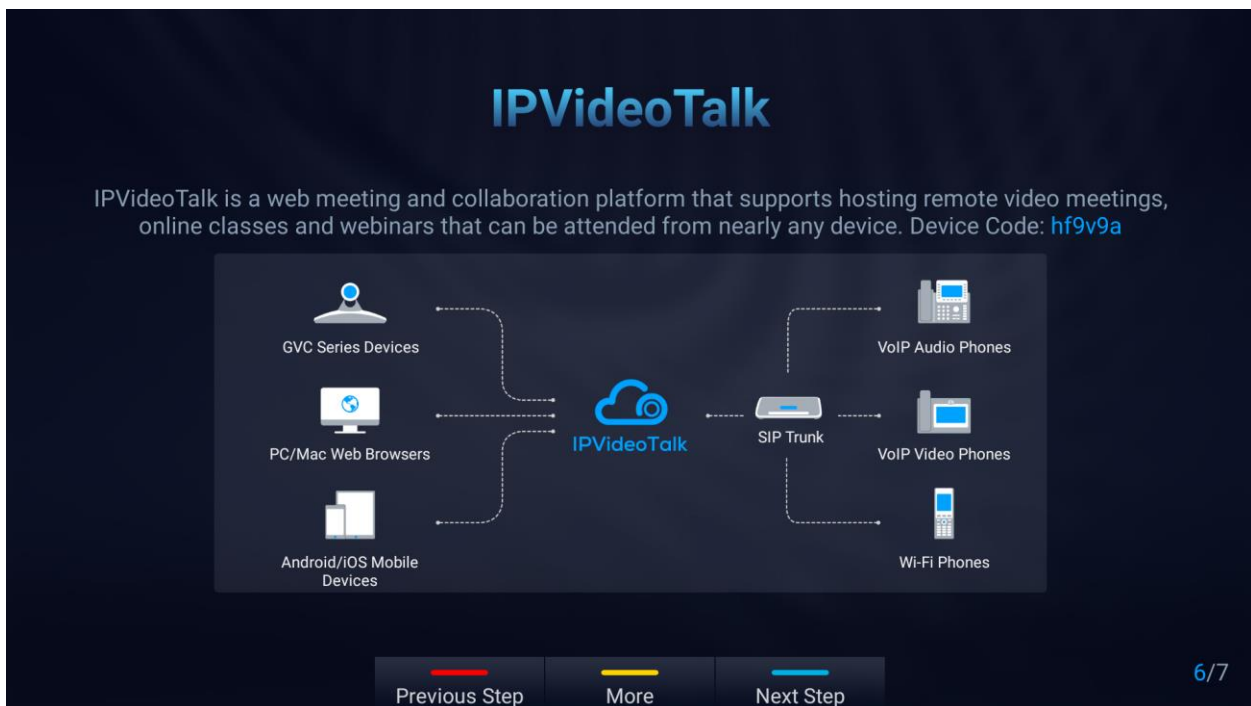 IPVideoTalk
IPVideoTalk is a web meeting and collaboration platform that supports hosting remote video meetings,
online classes and webinars that can be attended from nearly any device. Device Code: hf9v9a
GVC Series Devices
PC/Mac Web Browsers
Android/iOS Mobile
Devices
IPVideoTalk
SIP Trunk
VoIP Audio Phones
VoIP Video Phones
Wi-Fi Phones
Previous Step
More
Next Step
6/7